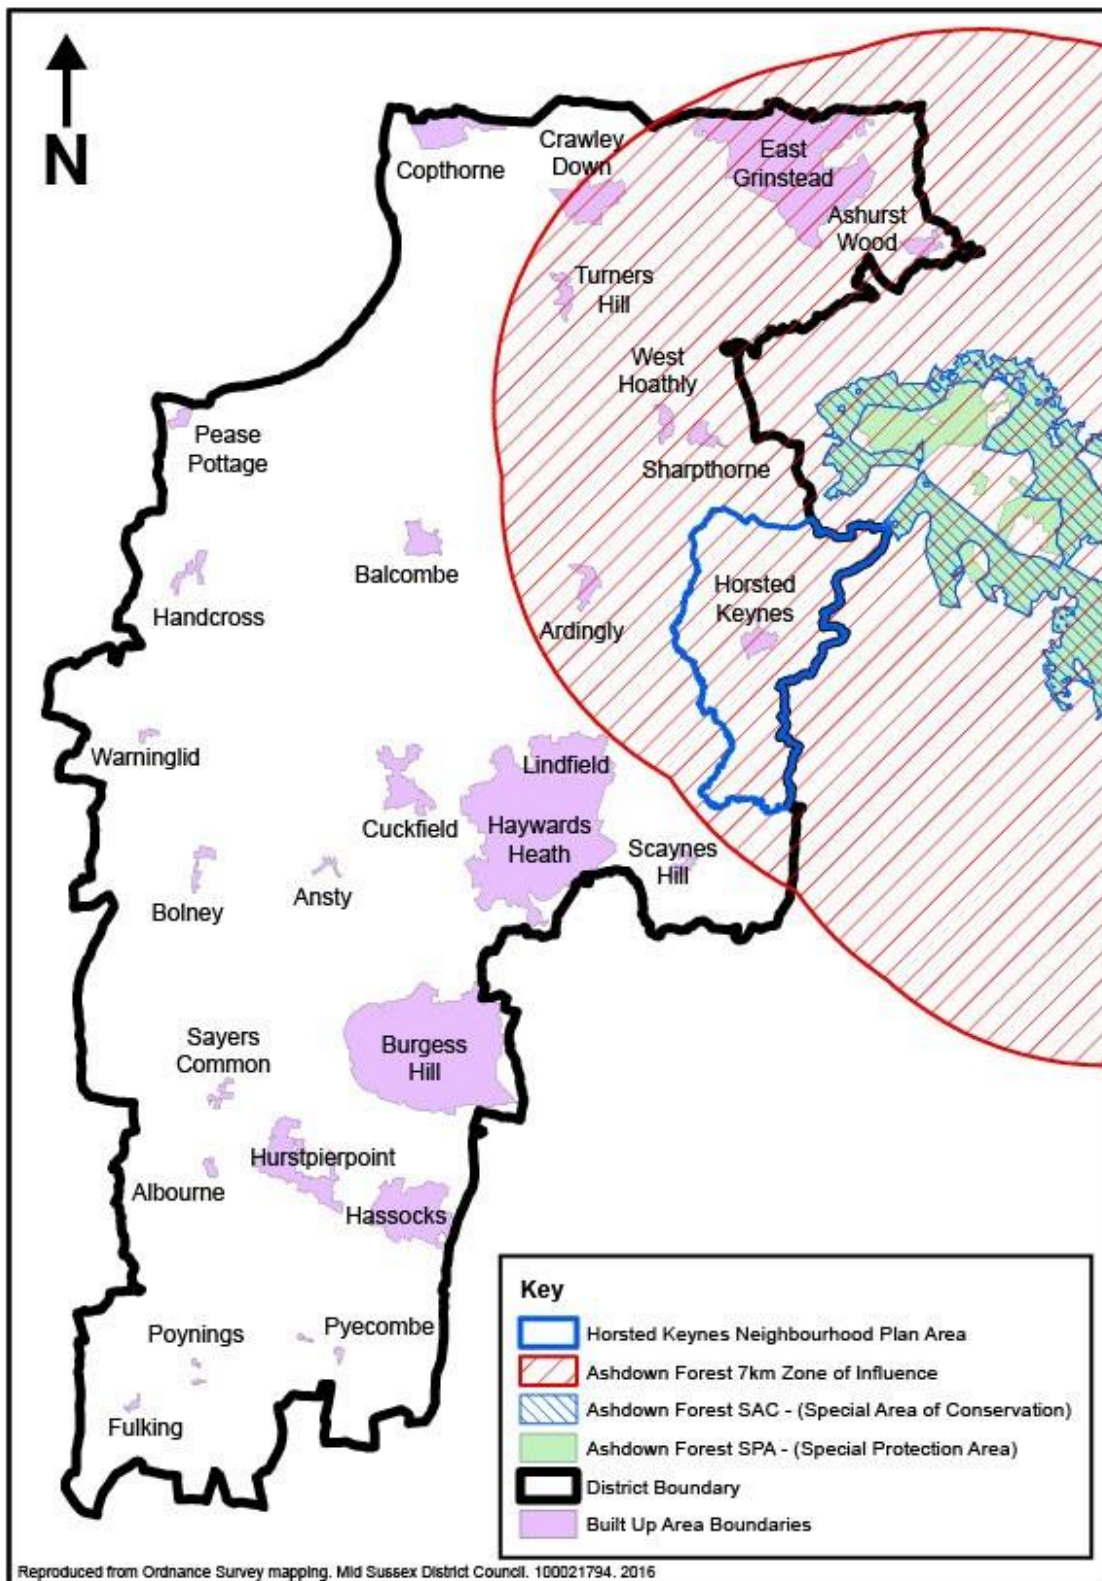 N
Copthorne
Crawley
Down
East
Grinstead
Ashurst
Wood
Turners
Hill
West
Hoathly
Sharpthorne
Pease
Pottage
Balcombe
Handcross
Horsted
Keynes
Ardingly
Warninglid
Lindfield
Cuckfield
Haywards
Heath
Scaynes
Hill
Bolney
Ansty
Sayers
Common
Burgess
Hill
Hurstpierpoint
Albourne
Hassocks
Poynings
Pyecombe
Fulking
Key
Horsted Keynes Neighbourhood Plan Area
Ashdown Forest 7km Zone of Influence
Ashdown Forest SAC - (Special Area of Conservation)
Ashdown Forest SPA - (Special Protection Area)
District Boundary
Built Up Area Boundaries
Reproduced from Ordnance Survey mapping. Mid Sussex District Council. 100021794. 2016